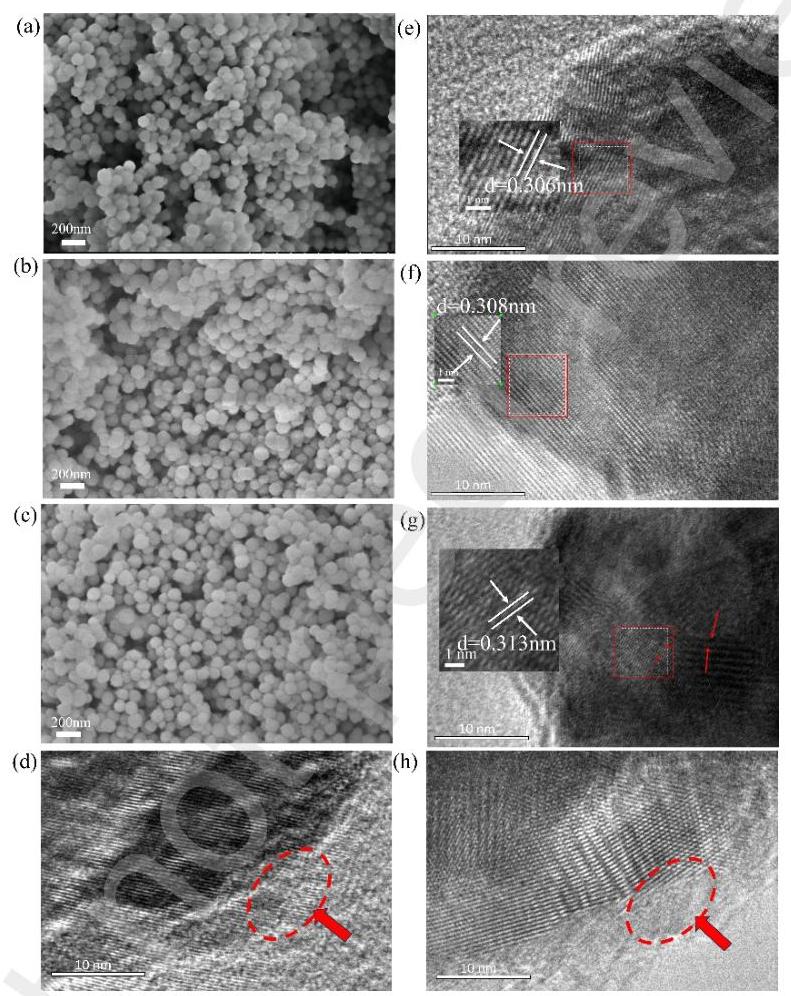 (a)
200nm
(e)
d=0.306nm
1 nm
10 nm
(b)
200nm
(f)
d=0.308nm
1 nm
10 nm
(c)
200nm
(g)
d=0.313nm
1 nm
10 nm
(d)
10 nm
(h)
10 nm